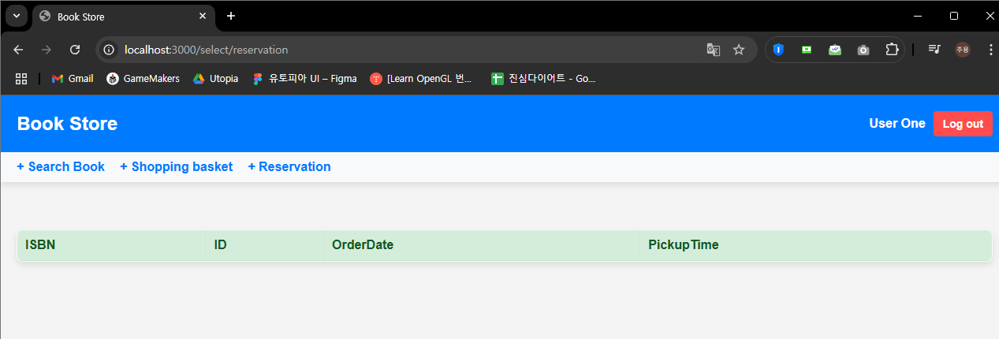 Book Store
localhost:3000/select/reservation
주용
Gmail GameMakers Utopia 유토피아 UI – Figma [Learn OpenGL 번... 진심다이어트 - Go...
Book Store User One Log out
+ Search Book + Shopping basket + Reservation
ISBN ID OrderDate PickupTime